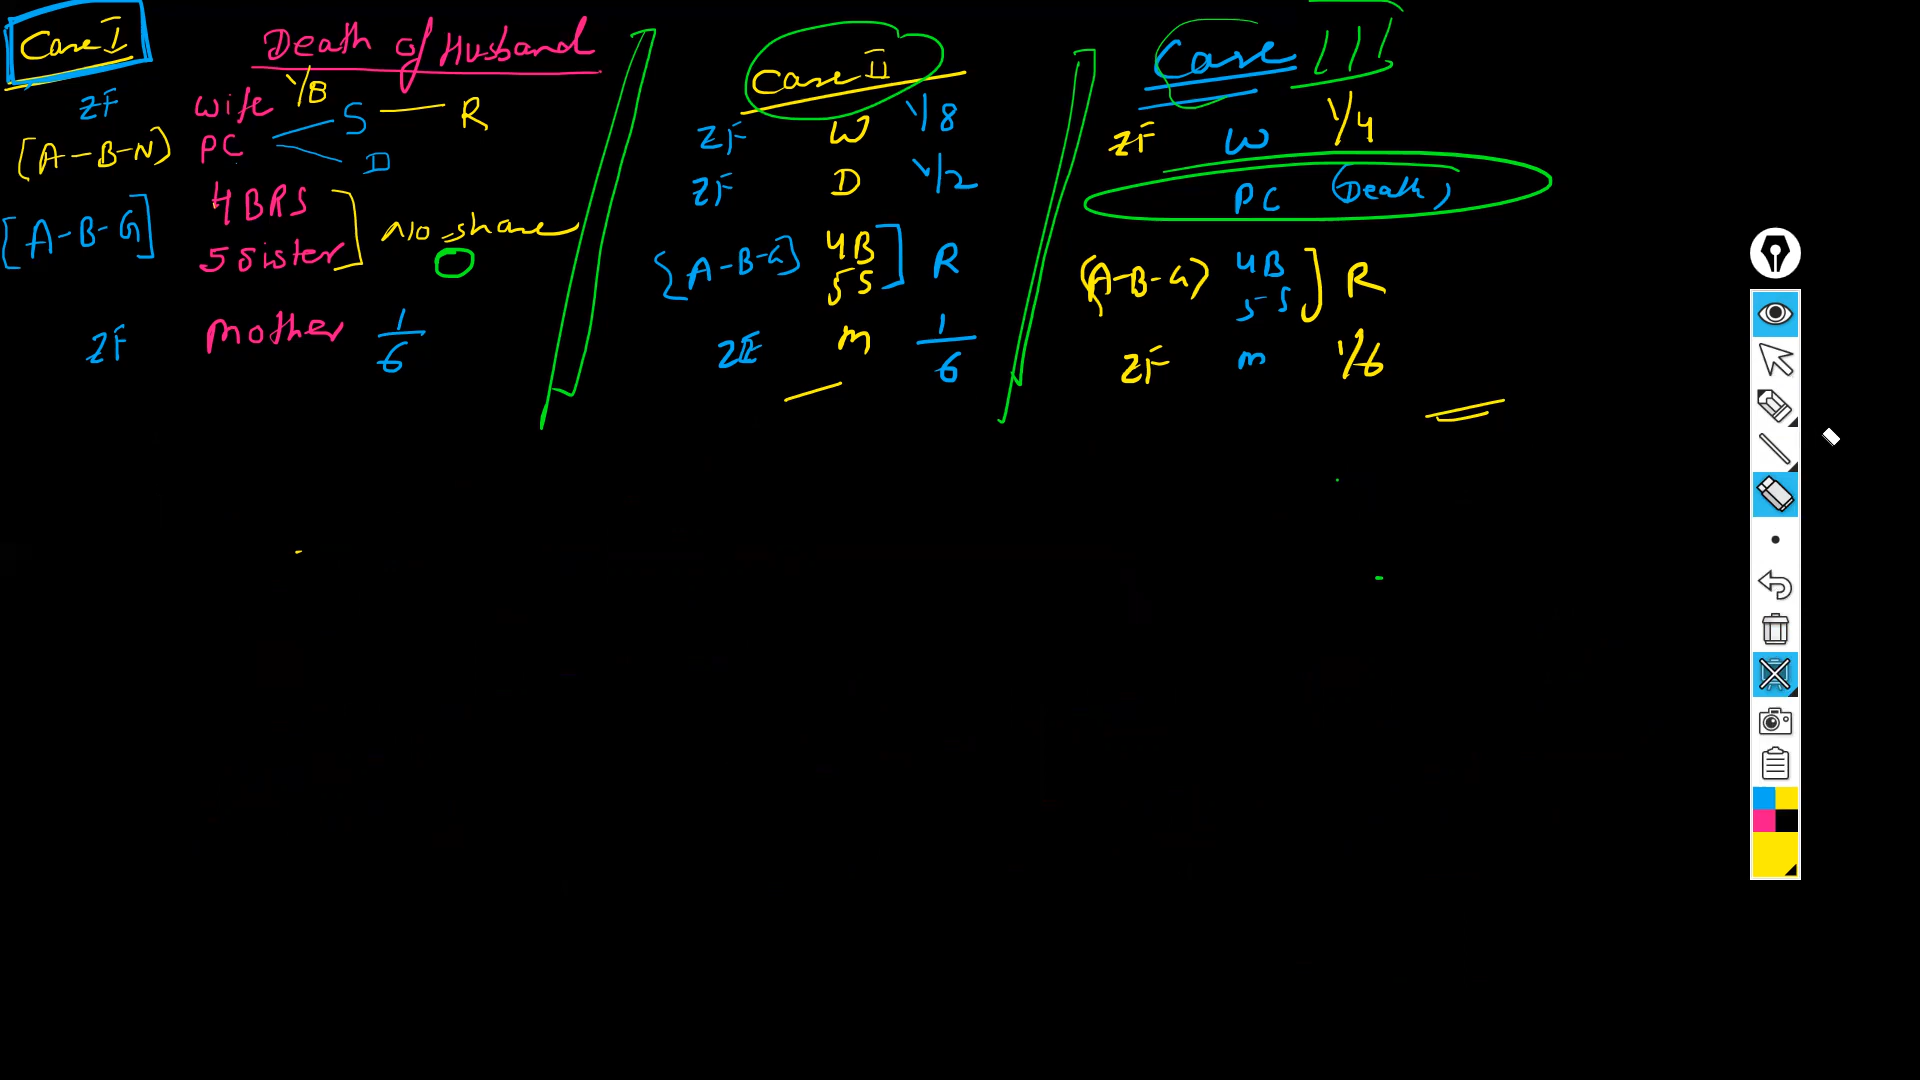 Case I
Death of Husband
ZF wife 1/8
[A-B-N) PC S — R
D
[A-B-G] 4 BRS
5 sister] no share
ZF Mother 1/6
Case II
ZF W 1/8
ZF D 1/2
[A-B-G] 4B
5S] R
ZF m 1/6
Case III
ZF W 1/4
PC (Death)
(A-B-G) 4B
5S] R
ZF m 1/6